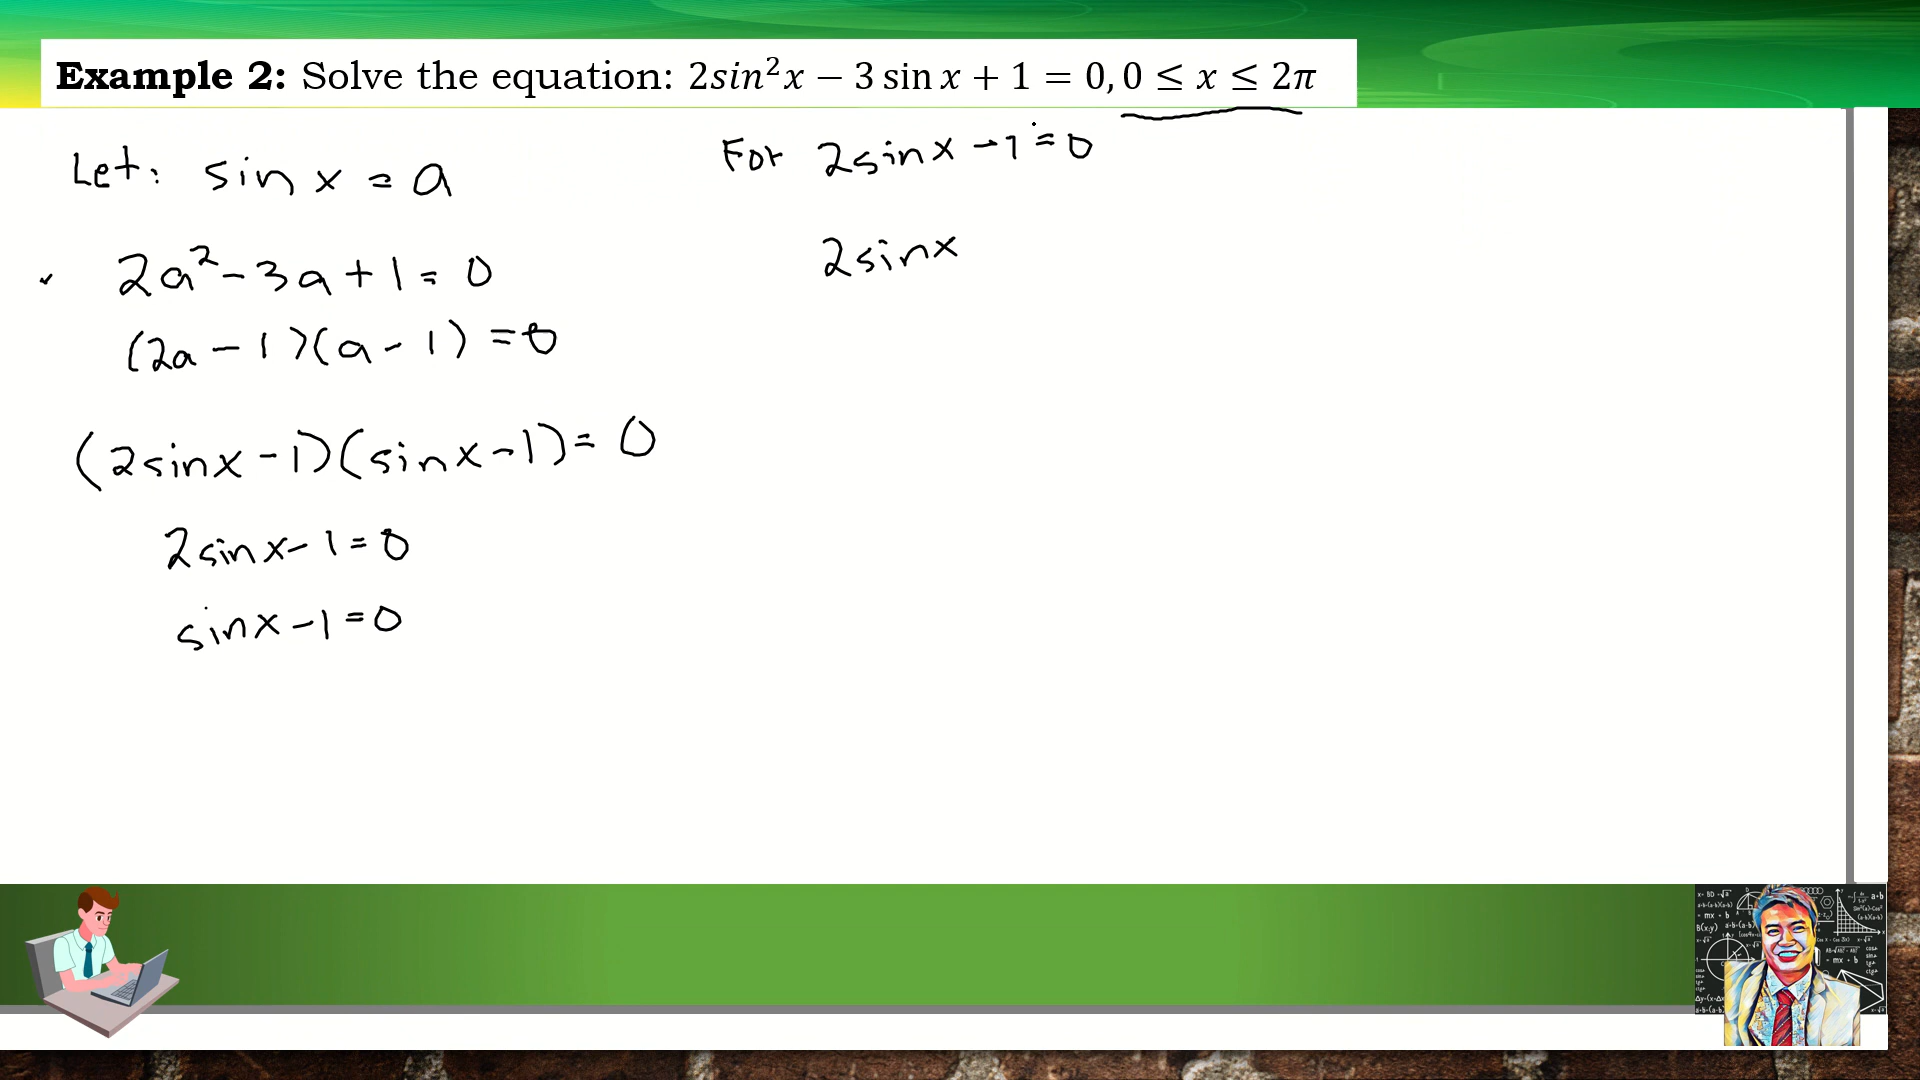 Example 2: Solve the equation: 2sin²x − 3 sin x + 1 = 0, 0 ≤ x ≤ 2π
Let: sin x = a
2a² - 3a + 1 = 0
(2a - 1)(a - 1) = 0
(2sinx - 1)(sinx - 1) = 0
2sinx - 1 = 0
sinx - 1 = 0
For 2sinx - 1 = 0
2sinx